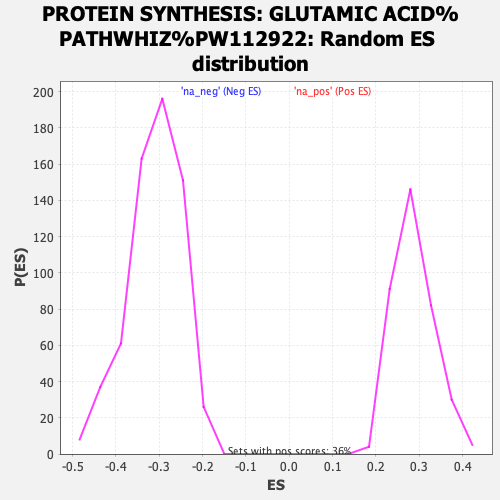 PROTEIN SYNTHESIS: GLUTAMIC ACID%
PATHWHIZ%PW112922: Random ES
distribution
'na_neg' (Neg ES) 'na_pos' (Pos ES)
P(ES)
200
180
160
140
120
100
80
60
40
20
0
Sets with pos scores: 36%
-0.5 -0.4 -0.3 -0.2 -0.1 0.0 0.1 0.2 0.3 0.4
ES